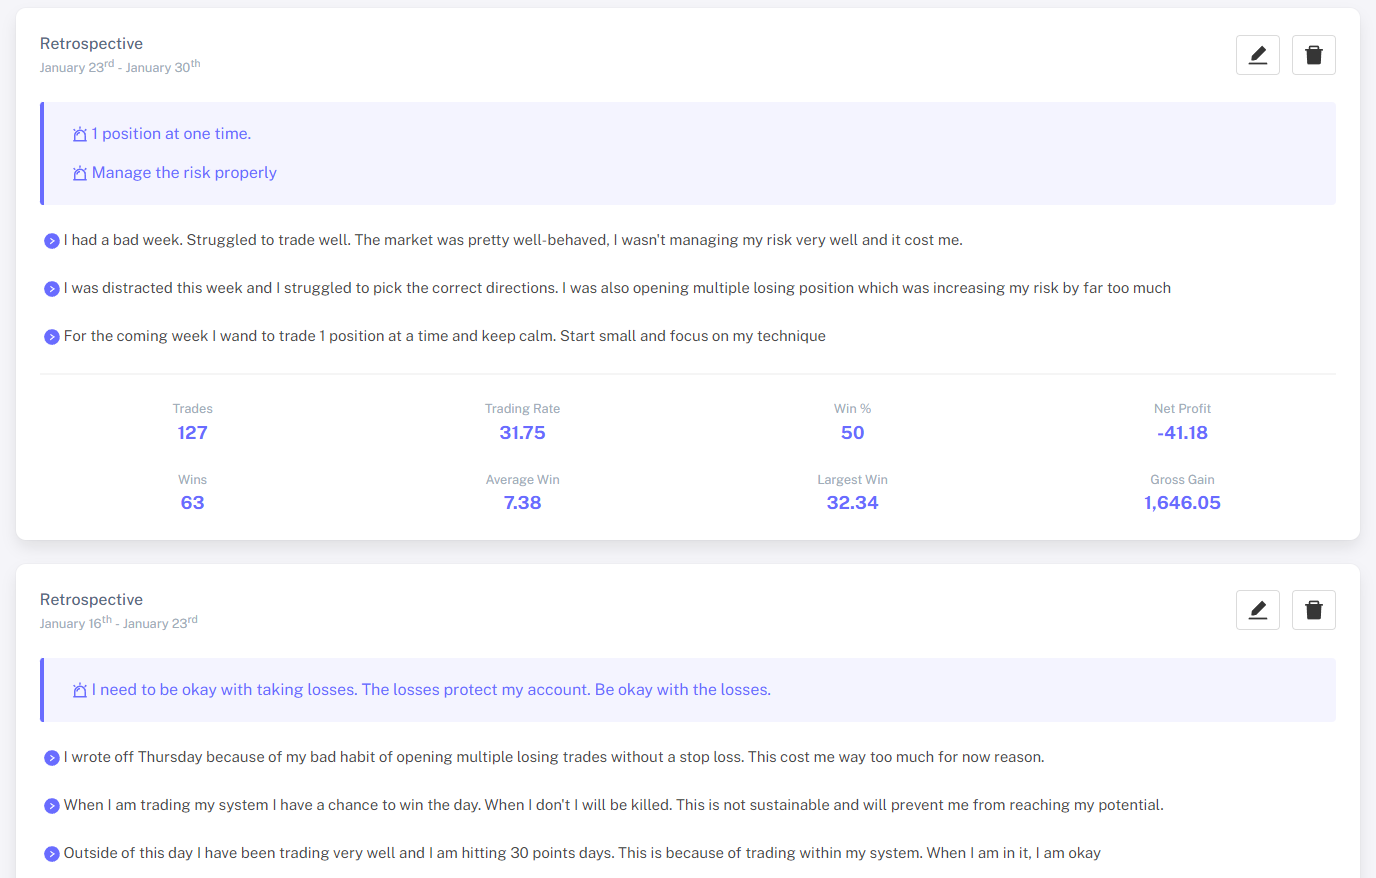 Retrospective
January 23rd - January 30th
1 position at one time.
Manage the risk properly
I had a bad week. Struggled to trade well. The market was pretty well-behaved, I wasn't managing my risk very well and it cost me.
I was distracted this week and I struggled to pick the correct directions. I was also opening multiple losing position which was increasing my risk by far too much
For the coming week I wand to trade 1 position at a time and keep calm. Start small and focus on my technique
Trades Trading Rate Win % Net Profit
127 31.75 50 -41.18
Wins Average Win Largest Win Gross Gain
63 7.38 32.34 1,646.05
Retrospective
January 16th - January 23rd
I need to be okay with taking losses. The losses protect my account. Be okay with the losses.
I wrote off Thursday because of my bad habit of opening multiple losing trades without a stop loss. This cost me way too much for now reason.
When I am trading my system I have a chance to win the day. When I don't I will be killed. This is not sustainable and will prevent me from reaching my potential.
Outside of this day I have been trading very well and I am hitting 30 points days. This is because of trading within my system. When I am in it, I am okay